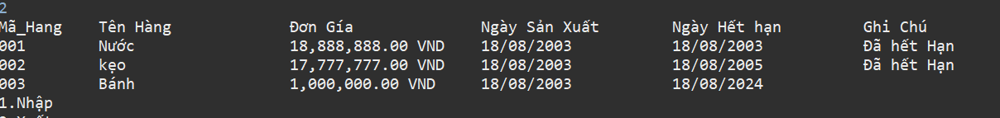 2
Mã_Hang Tên Hàng Đơn Gía Ngày Sản Xuất Ngày Hết hạn Ghi Chú
001 Nước 18,888,888.00 VND 18/08/2003 18/08/2003 Đã hết Hạn
002 kẹo 17,777,777.00 VND 18/08/2003 18/08/2005 Đã hết Hạn
003 Bánh 1,000,000.00 VND 18/08/2003 18/08/2024
1.Nhập